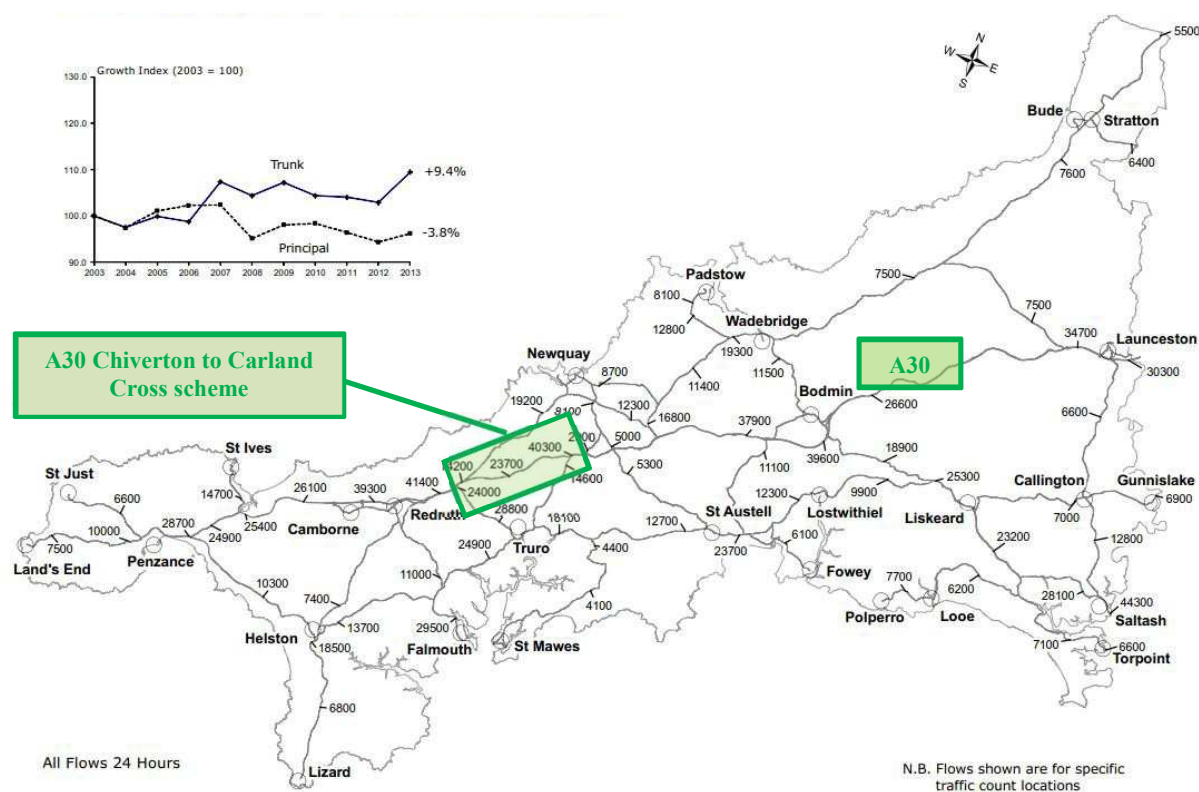 Growth Index (2003 = 100)
130.0
120.0
110.0
100.0
90.0
Trunk
+9.4%
Principal
-3.8%
2003 2004 2005 2006 2007 2008 2009 2010 2011 2012 2013
N
E
S
W
5500
Bude
Stratton
6400
7600
7500
7500
34700
Launceston
30300
A30 Chiverton to Carland
Cross scheme
A30
26600
Padstow
8100
12800
Wadebridge
19300
11500
11400
Newquay
8700
19200
8100
12300
16800
Bodmin
37900
39600
18900
6600
40300
5000
5300
11100
23700
14600
24000
St Ives
St Just
6600
14700
26100
39300
41400
Camborne
25400
28700
24900
10000
7500
Land's End
Penzance
28800
Truro
18100
24900
4400
12700
St Austell
23700
12300
Lostwithiel
9900
25300
Liskeard
Callington
7000
Gunnislake
6900
6100
Fowey
23200
12800
10300
7400
11000
4100
7700
6200
28100
44300
Saltash
Polperro
Looe
Helston
13700
18500
29500
Falmouth
St Mawes
7100
6600
Torpoint
6800
Lizard
All Flows 24 Hours
N.B. Flows shown are for specific
traffic count locations